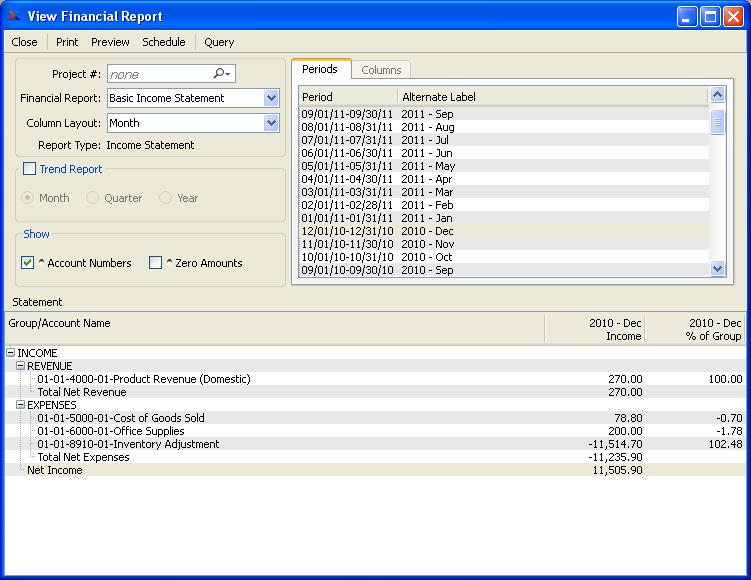 View Financial Report
Close Print Preview Schedule Query
Project #: none
Financial Report: Basic Income Statement
Column Layout: Month
Report Type: Income Statement
Trend Report
Month Quarter Year
Show
^ Account Numbers ^ Zero Amounts
Periods Columns
Period Alternate Label
09/01/11-09/30/11 2011 - Sep
08/01/11-08/31/11 2011 - Aug
07/01/11-07/31/11 2011 - Jul
06/01/11-06/30/11 2011 - Jun
05/01/11-05/31/11 2011 - May
04/01/11-04/30/11 2011 - Apr
03/01/11-03/31/11 2011 - Mar
02/01/11-02/28/11 2011 - Feb
01/01/11-01/31/11 2011 - Jan
12/01/10-12/31/10 2010 - Dec
11/01/10-11/30/10 2010 - Nov
10/01/10-10/31/10 2010 - Oct
09/01/10-09/30/10 2010 - Sep
Statement
Group/Account Name 2010 - Dec 2010 - Dec
Income % of Group
INCOME
REVENUE
01-01-4000-01-Product Revenue (Domestic) 270.00 100.00
Total Net Revenue 270.00
EXPENSES
01-01-5000-01-Cost of Goods Sold 78.80 -0.70
01-01-6000-01-Office Supplies 200.00 -1.78
01-01-8910-01-Inventory Adjustment -11,514.70 102.48
Total Net Expenses -11,235.90
Net Income 11,505.90